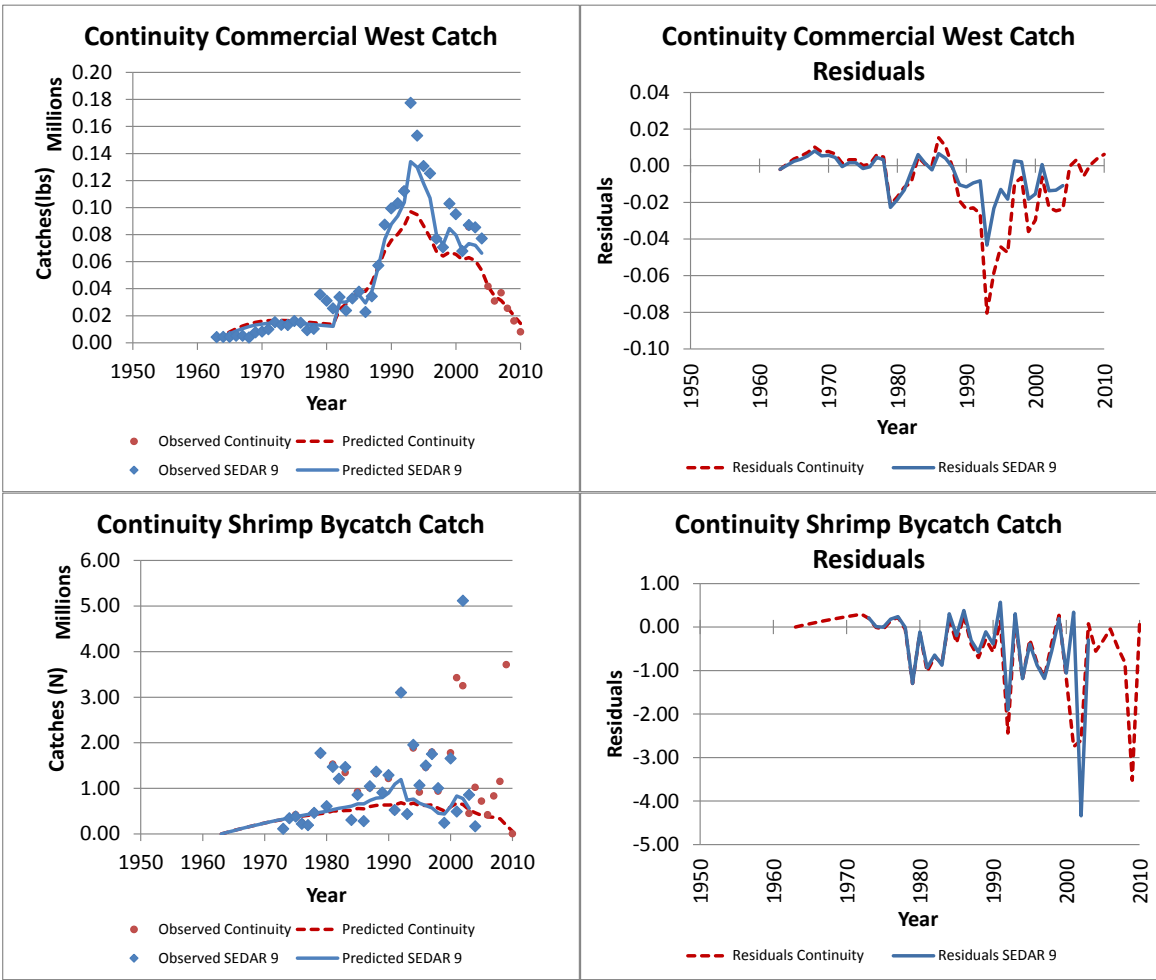 Continuity Commercial West Catch
Millions
Catches(lbs)
0.20
0.18
0.16
0.14
0.12
0.10
0.08
0.06
0.04
0.02
0.00
1950 1960 1970 1980 1990 2000 2010
Year
Observed Continuity Predicted Continuity
Observed SEDAR 9 Predicted SEDAR 9
Continuity Commercial West Catch
Residuals
Residuals
0.04
0.02
0.00
-0.02
-0.04
-0.06
-0.08
-0.10
1950 1960 1970 1980 1990 2000 2010
Year
Residuals Continuity Residuals SEDAR 9
Continuity Shrimp Bycatch Catch
Millions
Catches (N)
6.00
5.00
4.00
3.00
2.00
1.00
0.00
1950 1960 1970 1980 1990 2000 2010
Year
Observed Continuity Predicted Continuity
Observed SEDAR 9 Predicted SEDAR 9
Continuity Shrimp Bycatch Catch
Residuals
Residuals
1.00
0.00
-1.00
-2.00
-3.00
-4.00
-5.00
1950 1960 1970 1980 1990 2000 2010
Year
Residuals Continuity Residuals SEDAR 9